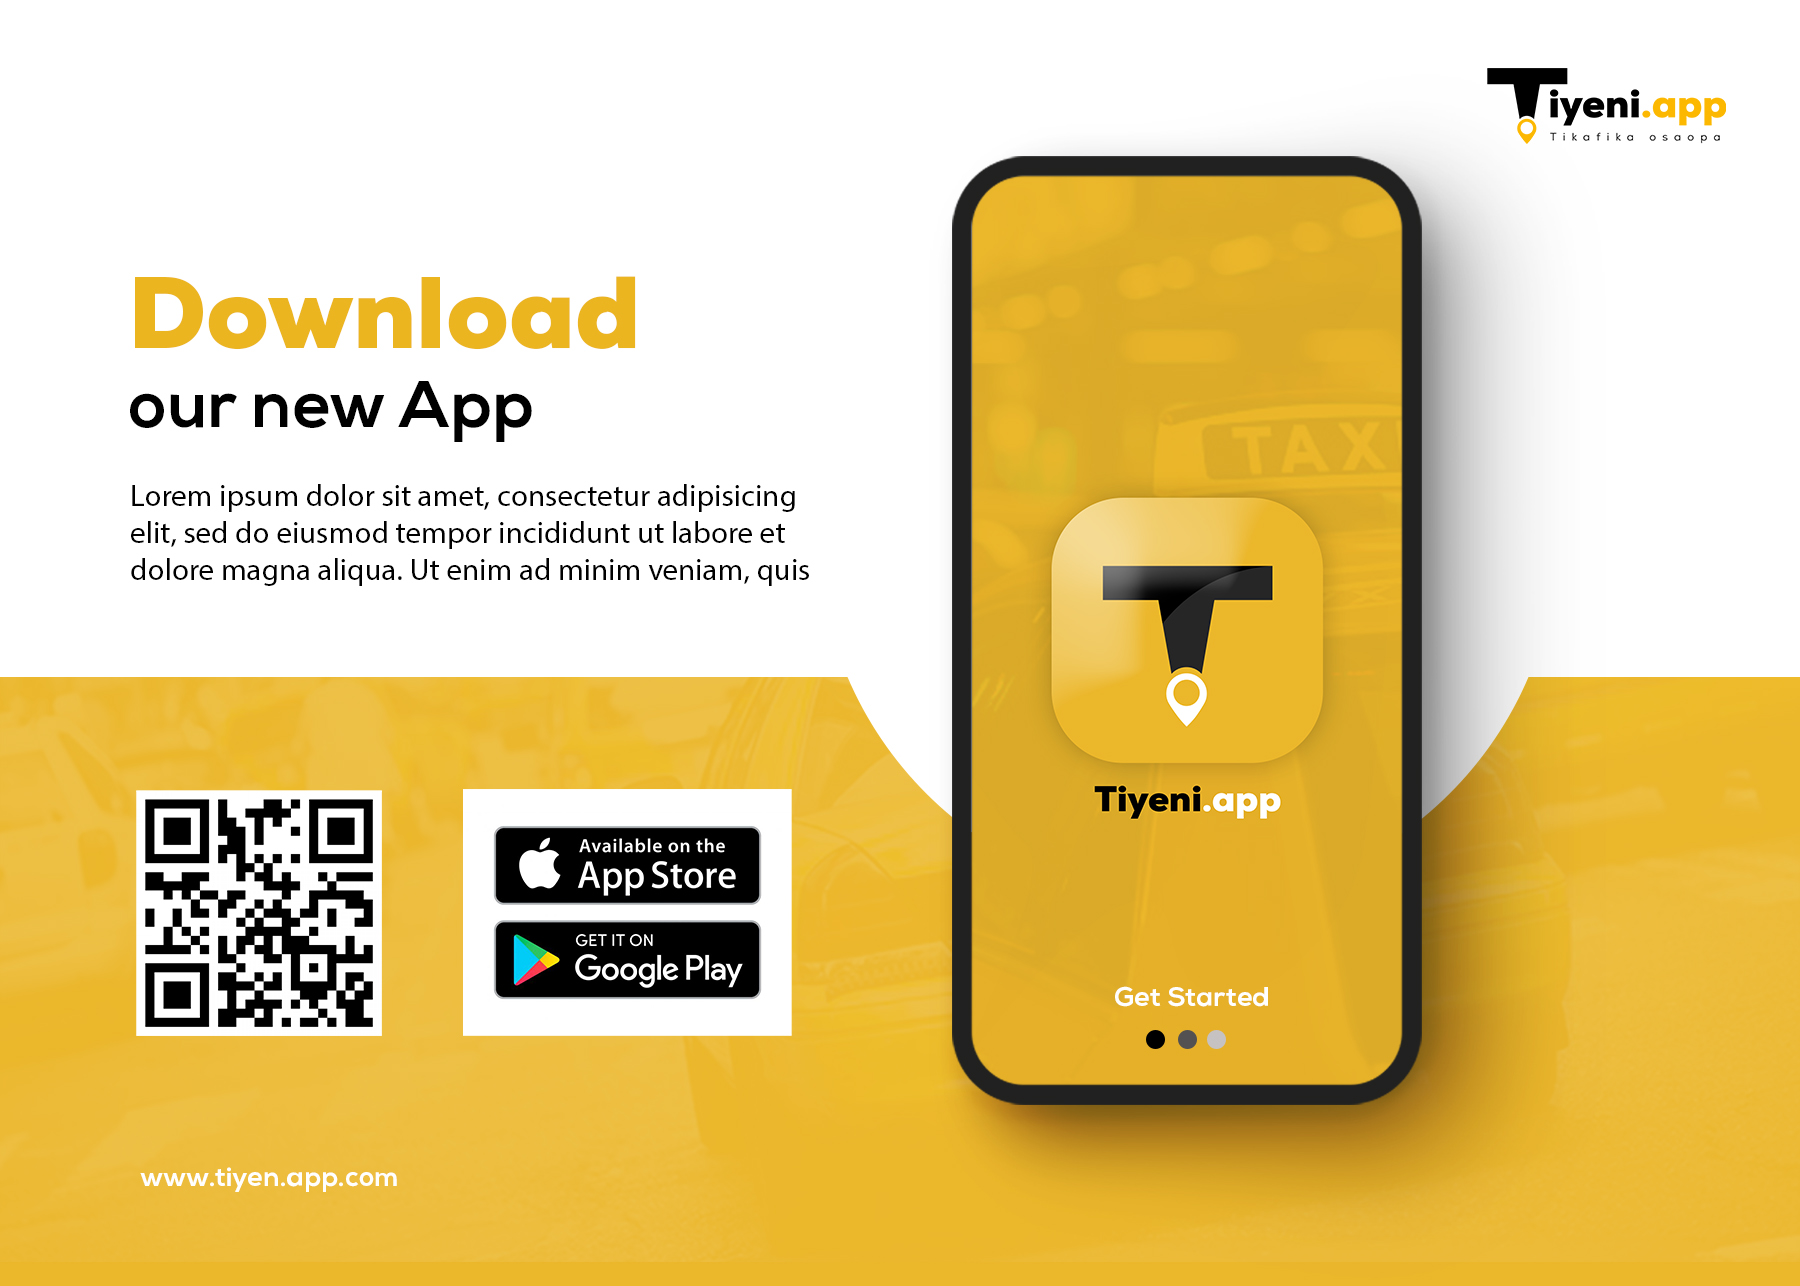 Tiyeni.app
Tikafika osaopa
Download
our new App
Lorem ipsum dolor sit amet, consectetur adipisicing
elit, sed do eiusmod tempor incididunt ut labore et
dolore magna aliqua. Ut enim ad minim veniam, quis
TAXI
T
Tiyeni.app
Get Started
Available on the
App Store
GET IT ON
Google Play
www.tiyen.app.com